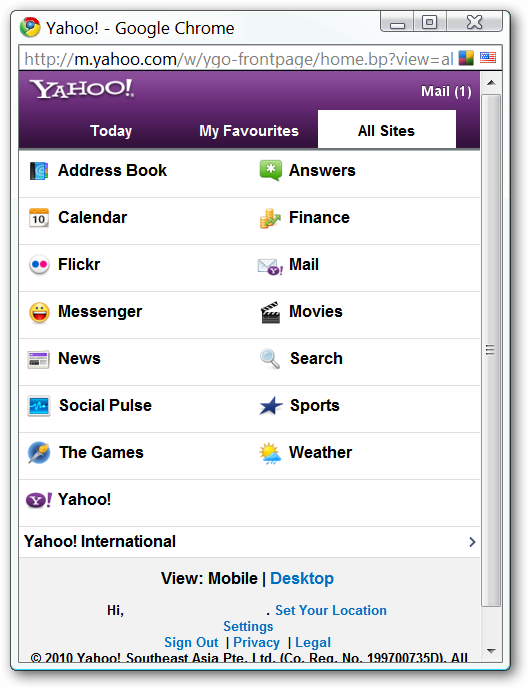 Yahoo! - Google Chrome
http://m.yahoo.com/w/ygo-frontpage/home.bp?view=al
YAHOO!
Mail (1)
Today My Favourites All Sites
Address Book Answers
10
Calendar Finance
Flickr Mail
Messenger Movies
News Search
Social Pulse Sports
The Games Weather
Y! Yahoo!
Yahoo! International
View: Mobile | Desktop
Hi, . Set Your Location
Settings
Sign Out | Privacy | Legal
© 2010 Yahoo! Southeast Asia Pte. Ltd. (Co. Reg. No. 199700735D). All